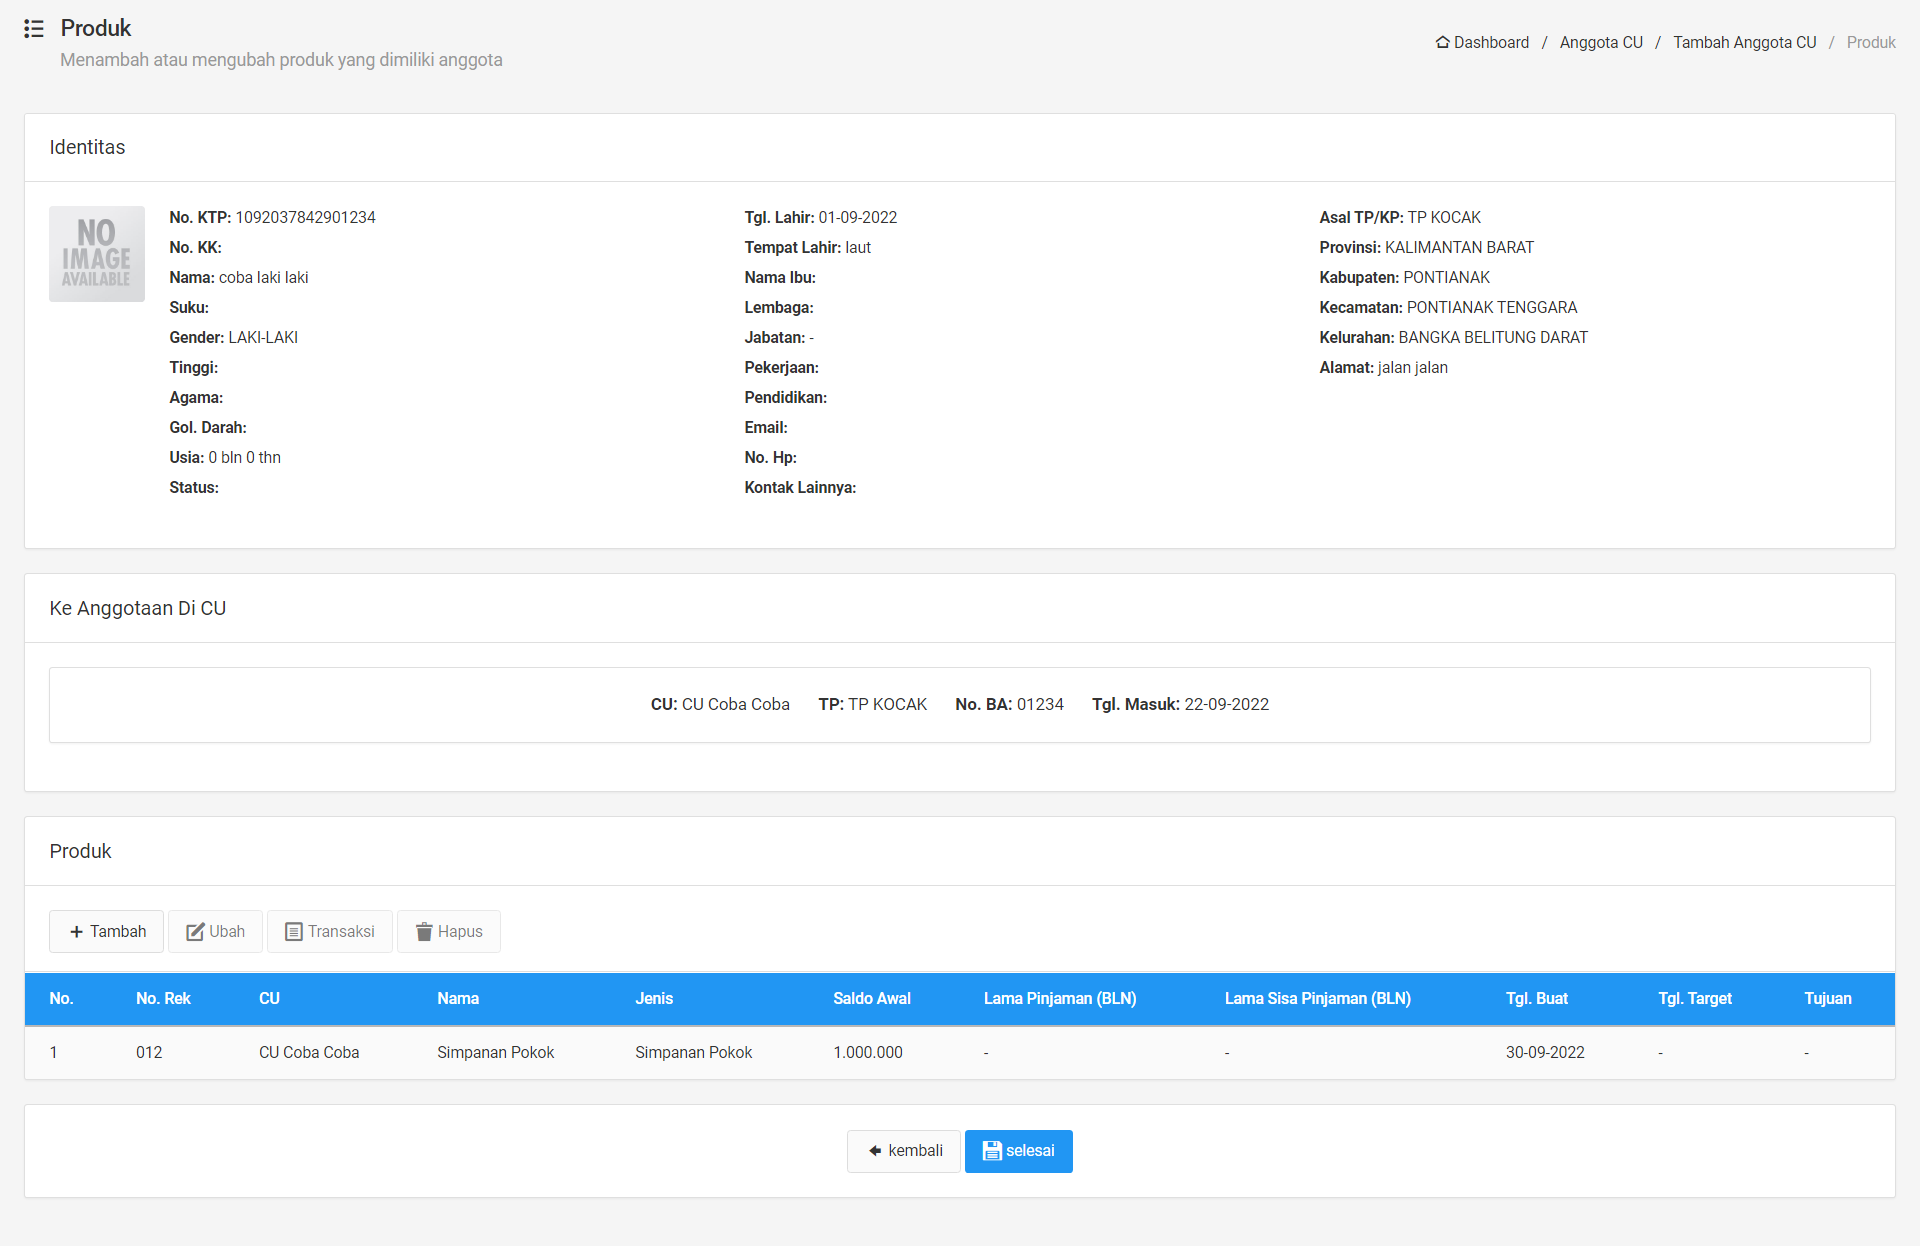 Produk
Menambah atau mengubah produk yang dimiliki anggota
Dashboard / Anggota CU / Tambah Anggota CU / Produk
Identitas
NO
IMAGE
AVAILABLE
No. KTP: 1092037842901234
No. KK:
Nama: coba laki laki
Suku:
Gender: LAKI-LAKI
Tinggi:
Agama:
Gol. Darah:
Usia: 0 bln 0 thn
Status:
Tgl. Lahir: 01-09-2022
Tempat Lahir: laut
Nama Ibu:
Lembaga:
Jabatan: -
Pekerjaan:
Pendidikan:
Email:
No. Hp:
Kontak Lainnya:
Asal TP/KP: TP KOCAK
Provinsi: KALIMANTAN BARAT
Kabupaten: PONTIANAK
Kecamatan: PONTIANAK TENGGARA
Kelurahan: BANGKA BELITUNG DARAT
Alamat: jalan jalan
Ke Anggotaan Di CU
CU: CU Coba Coba TP: TP KOCAK No. BA: 01234 Tgl. Masuk: 22-09-2022
Produk
Tambah Ubah Transaksi Hapus
No. No. Rek CU Nama Jenis Saldo Awal Lama Pinjaman (BLN) Lama Sisa Pinjaman (BLN) Tgl. Buat Tgl. Target Tujuan
1 012 CU Coba Coba Simpanan Pokok Simpanan Pokok 1.000.000 - - 30-09-2022 - -
kembali selesai